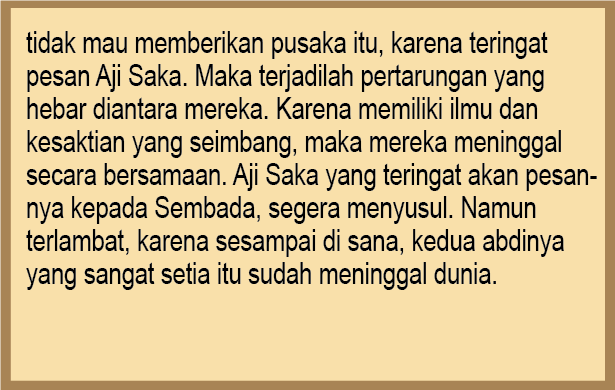 tidak mau memberikan pusaka itu, karena teringat
pesan Aji Saka. Maka terjadilah pertarungan yang
hebar diantara mereka. Karena memiliki ilmu dan
kesaktian yang seimbang, maka mereka meninggal
secara bersamaan. Aji Saka yang teringat akan pesan-
nya kepada Sembada, segera menyusul. Namun
terlambat, karena sesampai di sana, kedua abdinya
yang sangat setia itu sudah meninggal dunia.